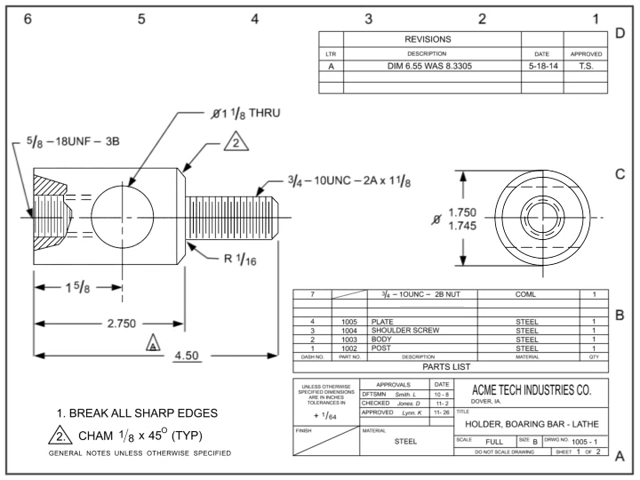 6 5 4 3 2 1
D
REVISIONS
LTR DESCRIPTION DATE APPROVED
A DIM 6.55 WAS 8.3305 5-18-14 T.S.
Ø1 1/8 THRU
2
5/8 – 18UNF – 3B
3/4 – 10UNC – 2A x 1 1/8
C
Ø 1.750
1.745
R 1/16
1 5/8
2.750
A
4.50
7 3/4 – 10UNC – 2B NUT COML 1
B
4 1005 PLATE STEEL 1
3 1004 SHOULDER SCREW STEEL 1
2 1003 BODY STEEL 1
1 1002 POST STEEL 1
DASH NO. PART NO. DESCRIPTION MATERIAL QTY
PARTS LIST
UNLESS OTHERWISE
SPECIFIED DIMENSIONS
ARE IN INCHES
TOLERANCES IN
+ 1/64
APPROVALS DATE
DFTSMN Smith. L 10 - 8
CHECKED Jones. D 11- 2
APPROVED Lynn. K 11- 26
ACME TECH INDUSTRIES CO.
DOVER, IA.
TITLE
HOLDER, BOARING BAR - LATHE
FINISH
MATERIAL
STEEL
SCALE FULL SIZE B DRWG NO. 1005 - 1
DO NOT SCALE DRAWING SHEET 1 OF 2
1. BREAK ALL SHARP EDGES
2. CHAM 1/8 x 45° (TYP)
GENERAL NOTES UNLESS OTHERWISE SPECIFIED
A